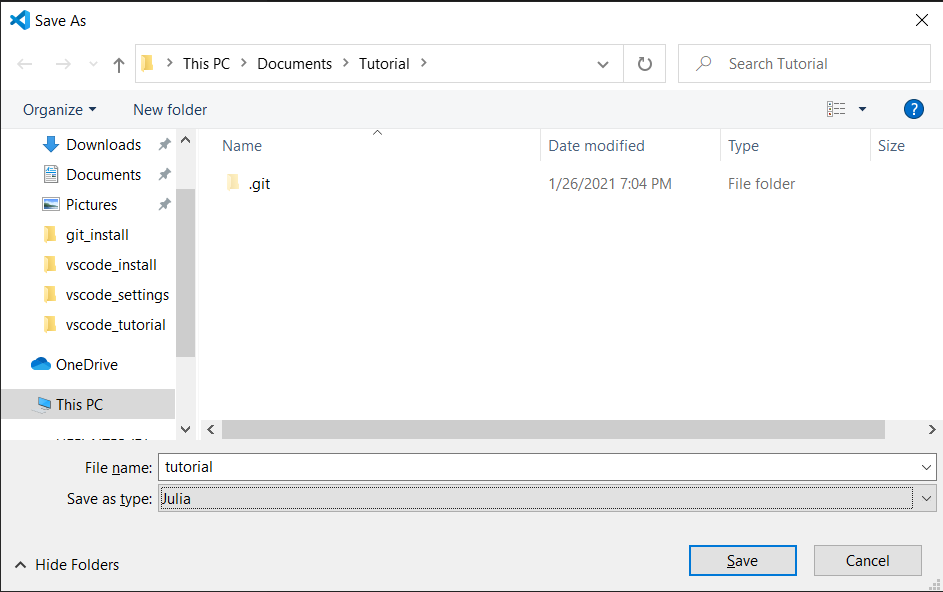 Save As
This PC > Documents > Tutorial >
Search Tutorial
Organize
New folder
?
Downloads
Documents
Pictures
git_install
vscode_install
vscode_settings
vscode_tutorial
OneDrive
This PC
Name
Date modified
Type
Size
.git
1/26/2021 7:04 PM
File folder
File name:
tutorial
Save as type:
Julia
Hide Folders
Save
Cancel